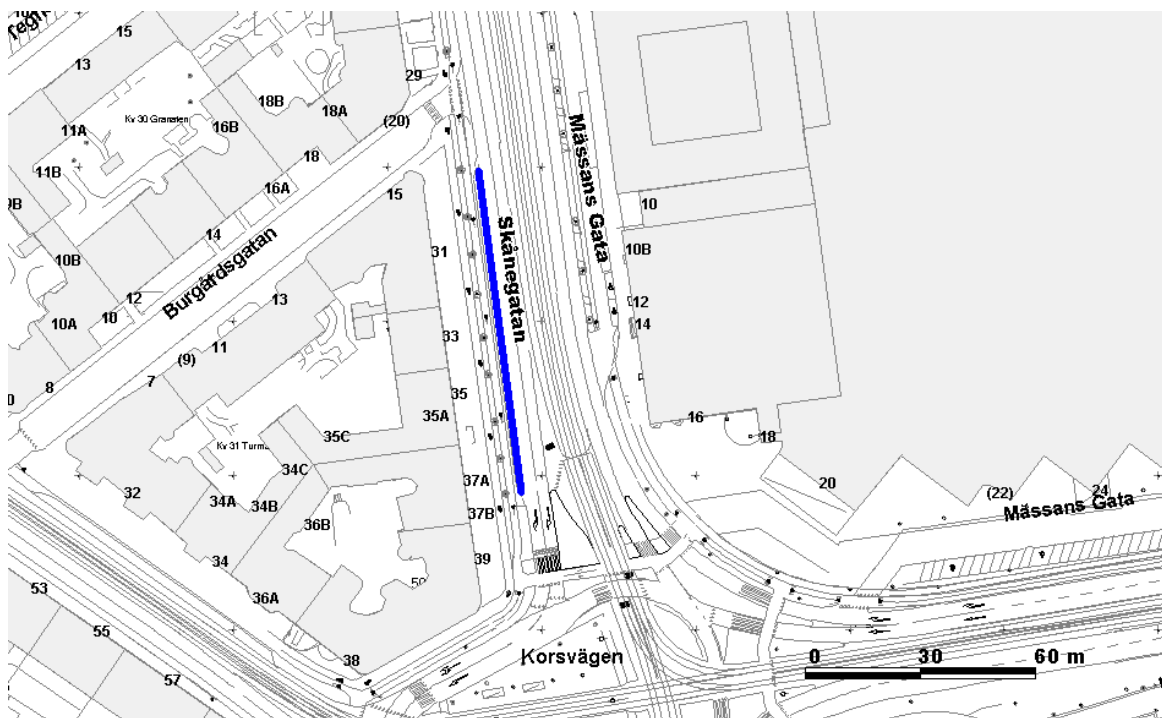 15
13
29
18B
18A
Kv 30 Granaten
(20)
11A
16B
18
11B
16A
15
10
9B
14
31
Mässans Gata
10B
Skånegatan
10B
Burgårdsgatan
12
13
12
10A
10
14
33
11
(9)
8
7
35
35A
16
35C
18
Kv 31 Turma
34C
37A
20
32
34A
34B
(22)
24
36B
37B
Mässans Gata
39
34
53
36A
55
38
Korsvägen
57
0 30 60 m